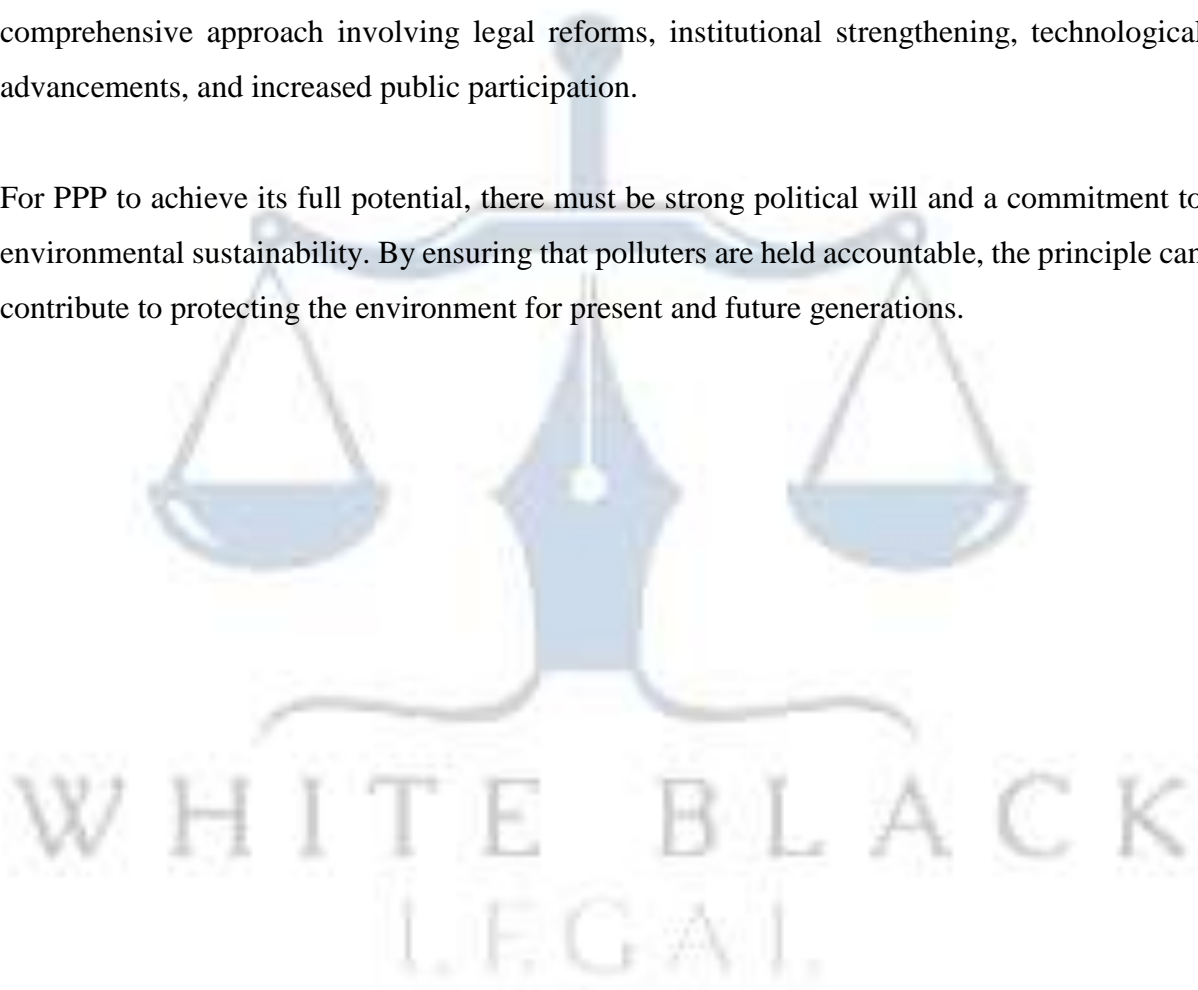 comprehensive approach involving legal reforms, institutional strengthening, technological
advancements, and increased public participation.
For PPP to achieve its full potential, there must be strong political will and a commitment to
environmental sustainability. By ensuring that polluters are held accountable, the principle can
contribute to protecting the environment for present and future generations.
WHITE BLACK
LEGAL